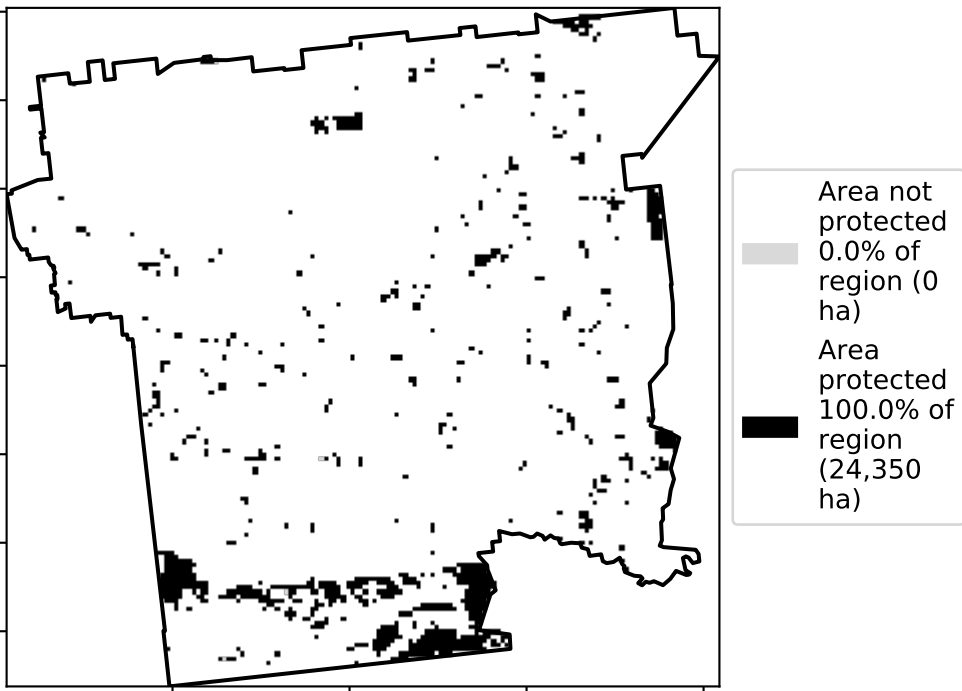 Area not
protected
0.0% of
region (0
ha)
Area
protected
100.0% of
region
(24,350
ha)